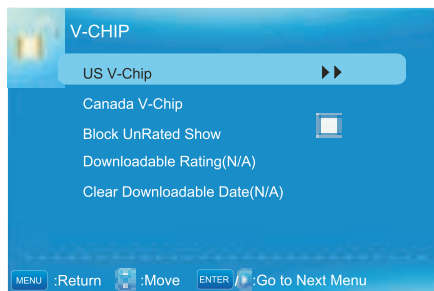 V-CHIP
US V-Chip
Canada V-Chip
Block UnRated Show
Downloadable Rating(N/A)
Clear Downloadable Date(N/A)
MENU :Return :Move ENTER / :Go to Next Menu